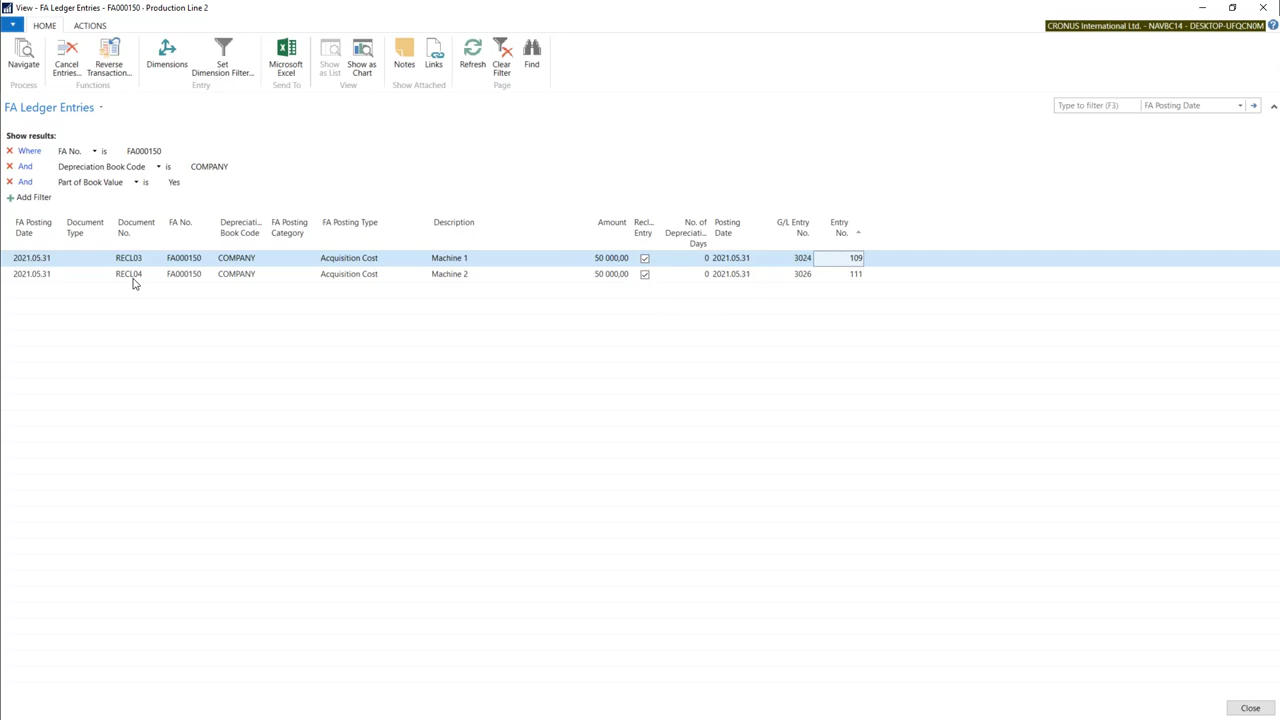 View - FA Ledger Entries - FA000150 · Production Line 2
HOME ACTIONS
CRONUS International Ltd. - NAVBC14 - DESKTOP-UFQCN0M
Navigate
Cancel Entries...
Reverse Transaction...
Dimensions
Set Dimension Filter...
Microsoft Excel
Show as List
Show as Chart
Notes
Links
Refresh
Clear Filter
Find
Process Functions Entry Send To View Show Attached Page
FA Ledger Entries
Type to filter (F3) FA Posting Date
Show results:
Where FA No. is FA000150
And Depreciation Book Code is COMPANY
And Part of Book Value is Yes
Add Filter
FA Posting Date
Document Type
Document No.
FA No.
Depreciati... Book Code
FA Posting Category
FA Posting Type
Description
Amount
Recl... Entry
No. of Depreciati... Days
Posting Date
G/L Entry No.
Entry No.
2021.05.31 RECL03 FA000150 COMPANY Acquisition Cost Machine 1 50 000,00 0 2021.05.31 3024 109
2021.05.31 RECL04 FA000150 COMPANY Acquisition Cost Machine 2 50 000,00 0 2021.05.31 3026 111
Close